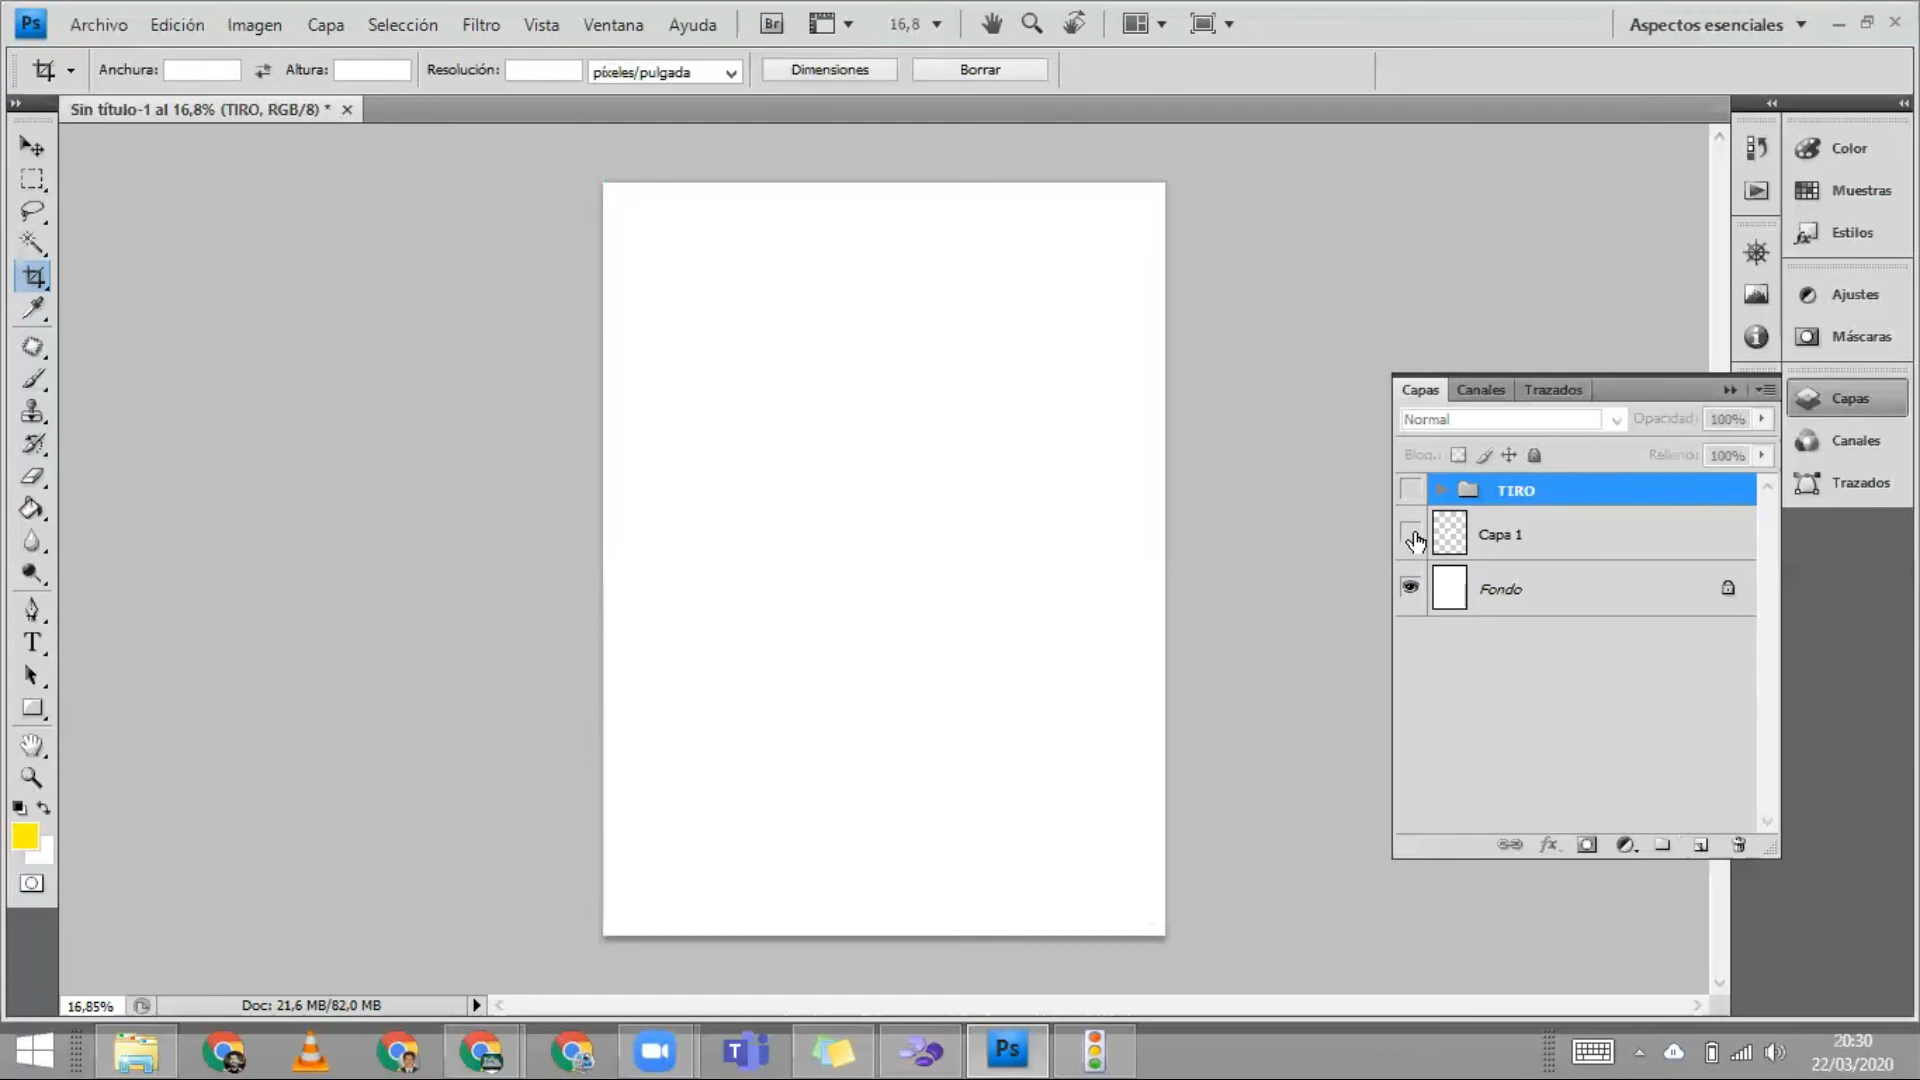 Ps Archivo Edición Imagen Capa Selección Filtro Vista Ventana Ayuda Br 16,8 Aspectos esenciales
Anchura: Altura: Resolución: píxeles/pulgada Dimensiones Borrar
Sin título-1 al 16,8% (TIRO, RGB/8) *
Color
Muestras
Estilos
Ajustes
Máscaras
Capas
Canales
Trazados
Capas Canales Trazados
Normal Opacidad: 100%
Bloq.: Relleno: 100%
TIRO
Capa 1
Fondo
fx
T
16,85% Doc: 21,6 MB/82,0 MB
T
Ps
20:30
22/03/2020